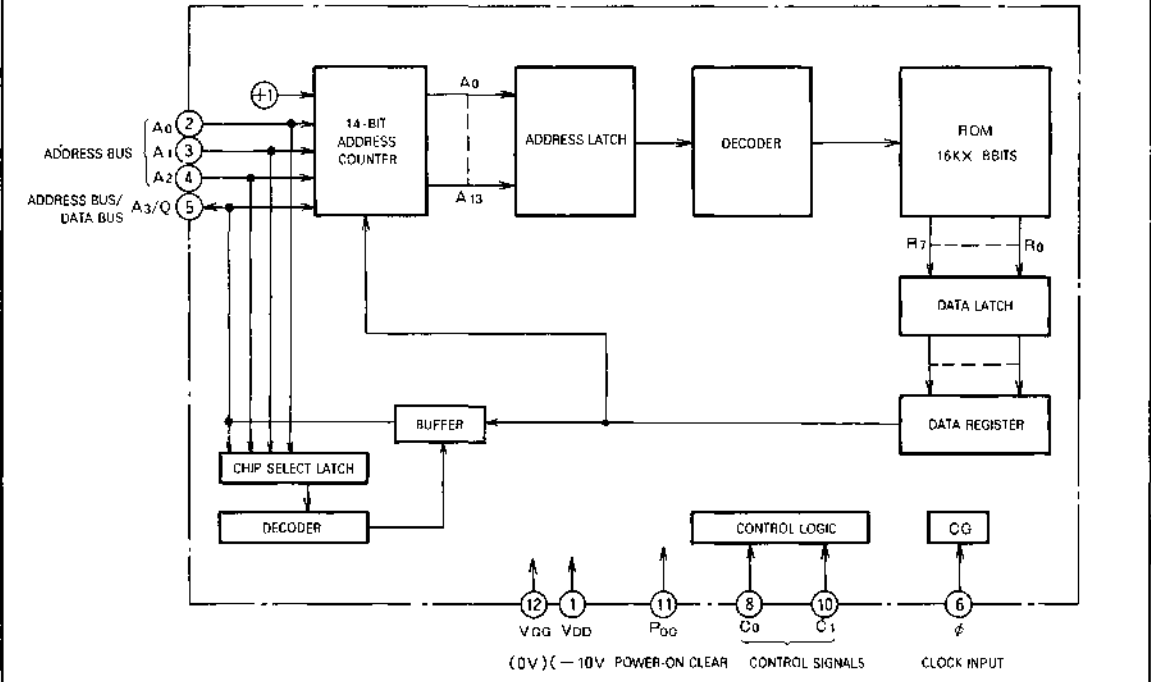 +1
14-BIT
ADDRESS
COUNTER
A0
A13
ADDRESS LATCH
DECODER
ROM
16KX 8BITS
ADDRESS BUS
A0 2
A1 3
A2 4
ADDRESS BUS/
DATA BUS
A3/Q 5
R7
R0
DATA LATCH
DATA REGISTER
BUFFER
CHIP SELECT LATCH
DECODER
CONTROL LOGIC
CG
12
1
11
8
10
6
VGG
VDD
POG
C0
C1
φ
(0V)(-10V POWER-ON CLEAR
CONTROL SIGNALS
CLOCK INPUT